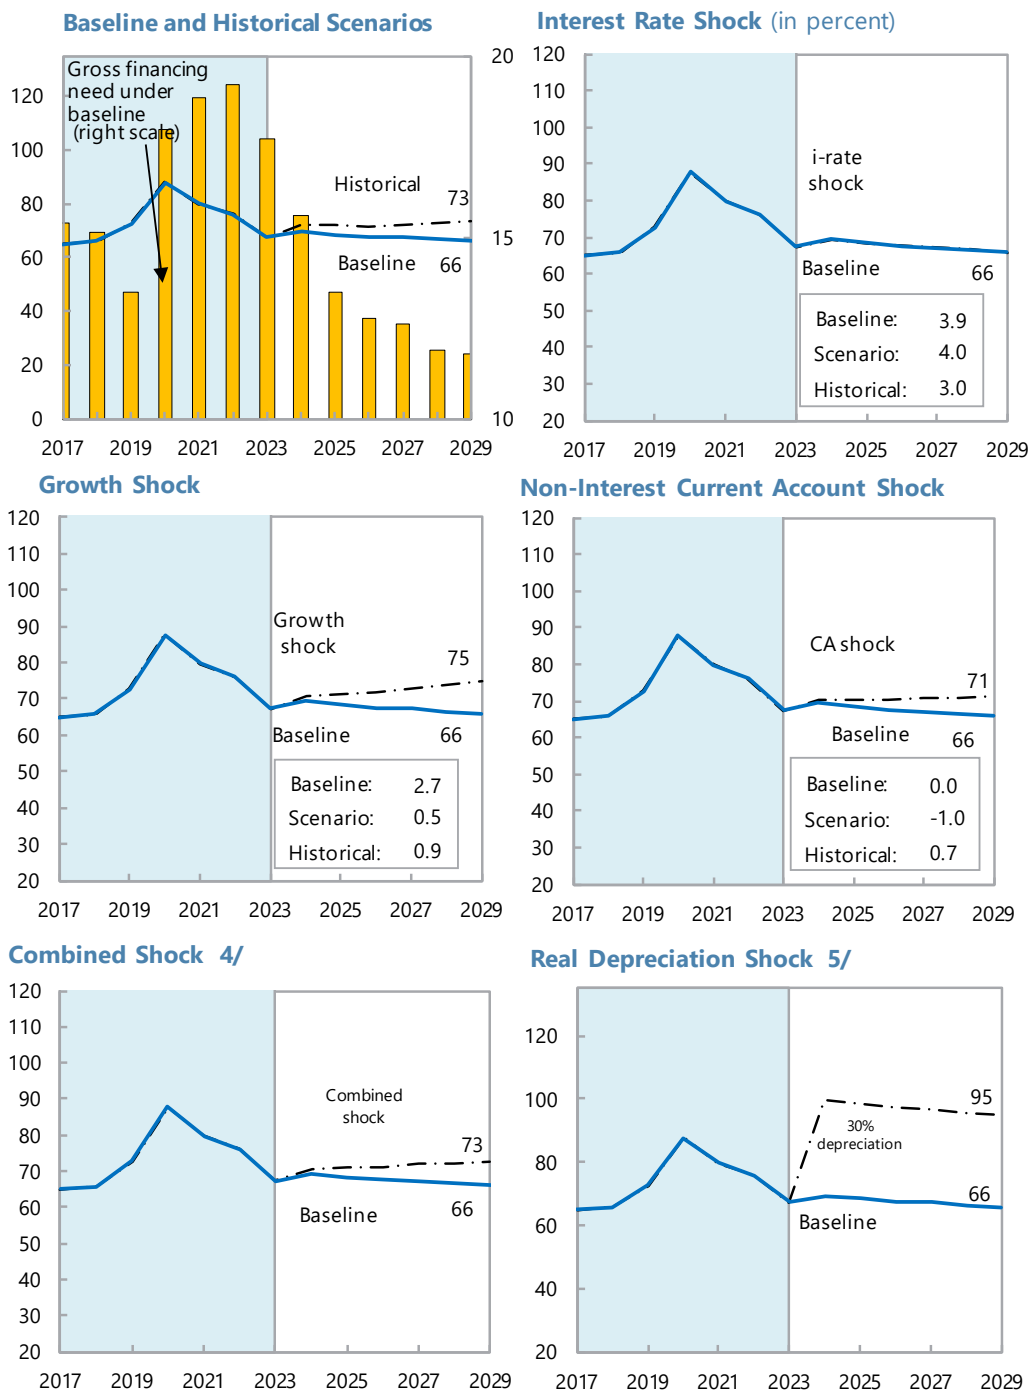 Baseline and Historical Scenarios
Gross financing
need under
baseline
(right scale)
Historical
73
Baseline 66
120
100
80
60
40
20
0
20
15
10
2017 2019 2021 2023 2025 2027 2029
Interest Rate Shock (in percent)
120
110
100
90
80
70
60
50
40
30
20
i-rate
shock
Baseline
66
Baseline: 3.9
Scenario: 4.0
Historical: 3.0
2017 2019 2021 2023 2025 2027 2029
Growth Shock
120
110
100
90
80
70
60
50
40
30
20
Growth
shock
75
Baseline 66
Baseline: 2.7
Scenario: 0.5
Historical: 0.9
2017 2019 2021 2023 2025 2027 2029
Non-Interest Current Account Shock
120
110
100
90
80
70
60
50
40
30
20
CA shock
71
Baseline 66
Baseline: 0.0
Scenario: -1.0
Historical: 0.7
2017 2019 2021 2023 2025 2027 2029
Combined Shock 4/
120
110
100
90
80
70
60
50
40
30
20
Combined
shock
73
Baseline 66
2017 2019 2021 2023 2025 2027 2029
Real Depreciation Shock 5/
120
100
80
60
40
20
95
30%
depreciation
66
Baseline
2017 2019 2021 2023 2025 2027 2029